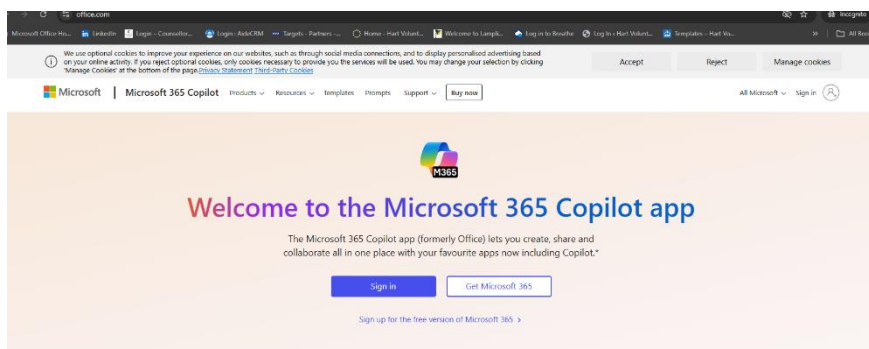 office.com
Incognito
Microsoft Office Ho... LinkedIn Login – Counsellor... Login · AideCRM Targets - Partners -... Home - Hart Volunt... Welcome to Lampli... Log in to Breathe Log In ‹ Hart Volunt... Templates – Hart Vo... » All Boo
We use optional cookies to improve your experience on our websites, such as through social media connections, and to display personalised advertising based
on your online activity. If you reject optional cookies, only cookies necessary to provide you the services will be used. You may change your selection by clicking
'Manage Cookies' at the bottom of the page.Privacy Statement Third-Party Cookies
Accept Reject Manage cookies
Microsoft | Microsoft 365 Copilot Products Resources Templates Prompts Support Buy now All Microsoft Sign in
M365
Welcome to the Microsoft 365 Copilot app
The Microsoft 365 Copilot app (formerly Office) lets you create, share and
collaborate all in one place with your favourite apps now including Copilot.*
Sign in Get Microsoft 365
Sign up for the free version of Microsoft 365 >